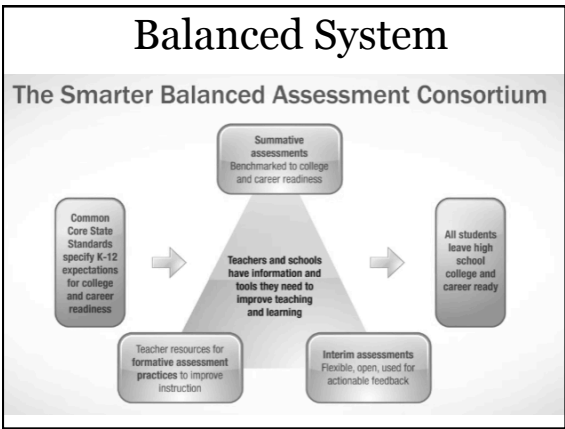 Balanced System
The Smarter Balanced Assessment Consortium
Summative
assessments
Benchmarked to college
and career readiness
Common
Core State
Standards
specify K-12
expectations
for college
and career
readiness
Teachers and schools
have information and
tools they need to
improve teaching
and learning
All students
leave high
school
college and
career ready
Teacher resources for
formative assessment
practices to improve
instruction
Interim assessments
Flexible, open, used for
actionable feedback